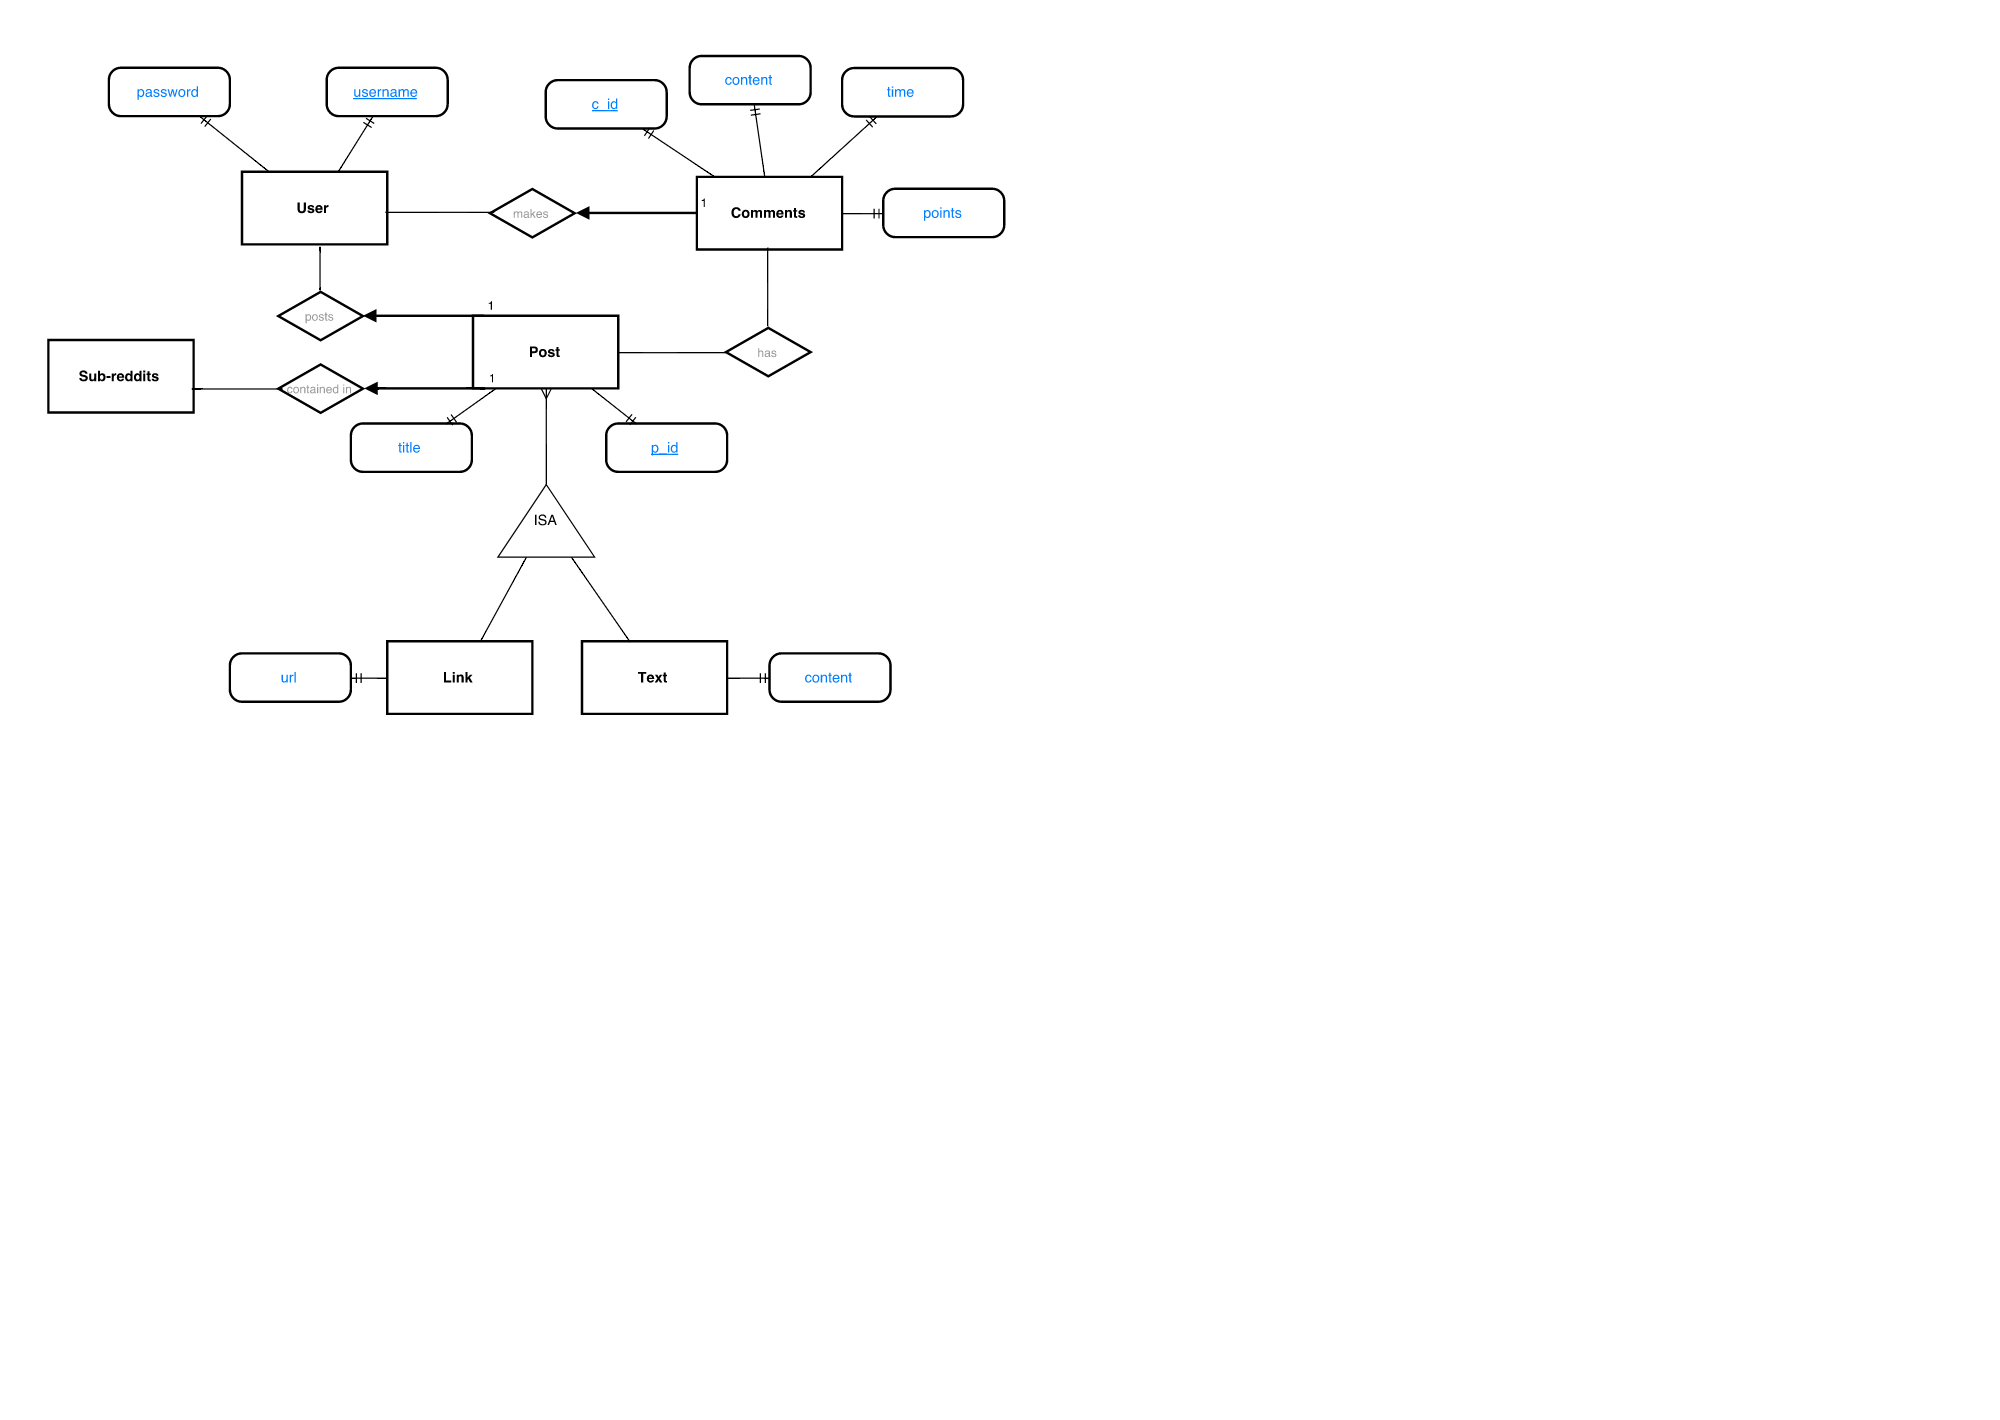 password
username
c_id
content
time
User
makes
1
Comments
points
posts
1
Post
has
Sub-reddits
contained in
1
title
p_id
ISA
url
Link
Text
content